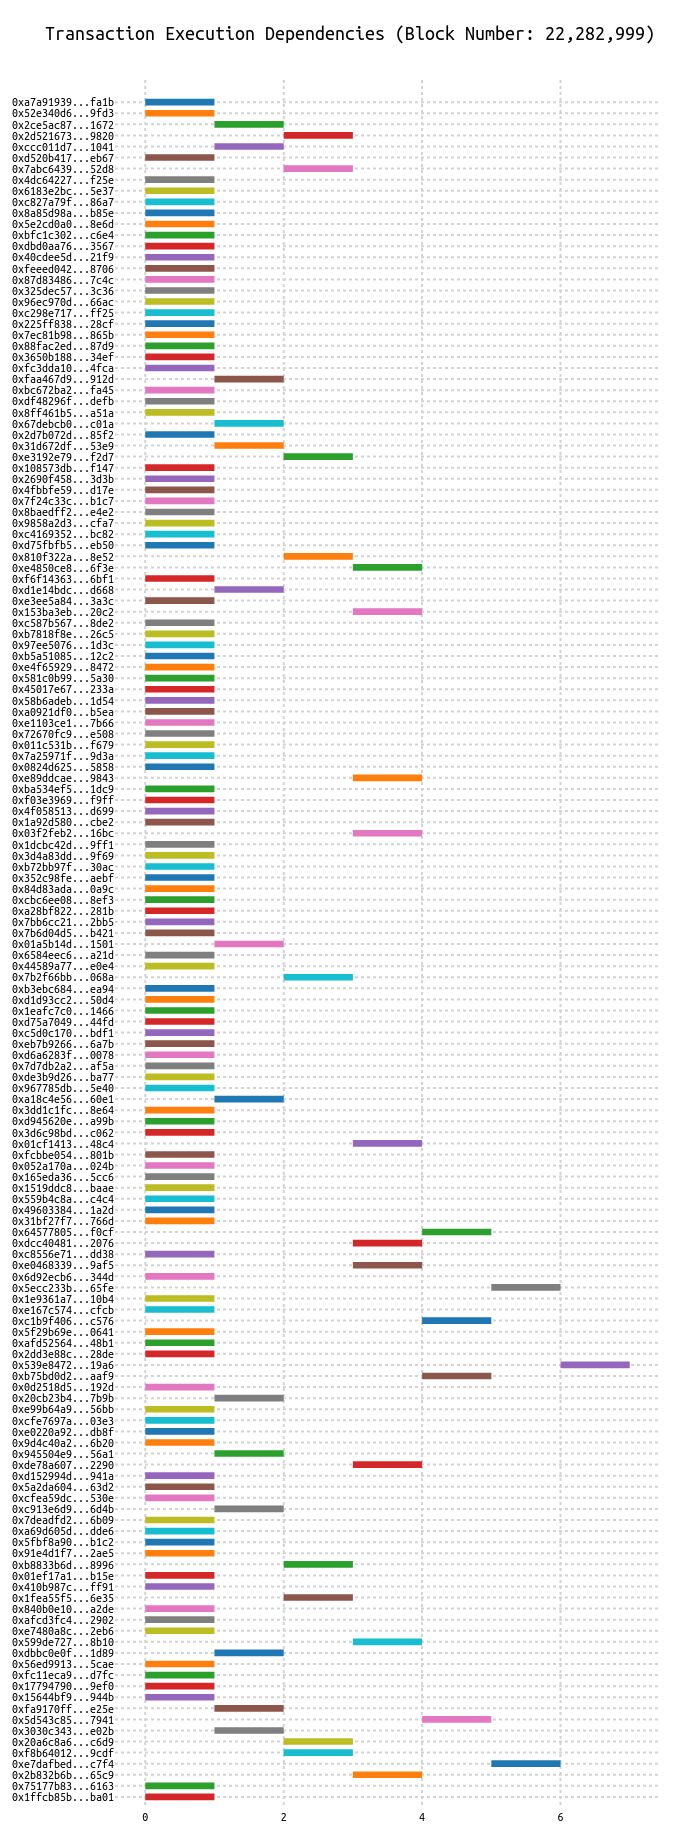 Transaction Execution Dependencies (Block Number: 22,282,999)
0xa7a91939...fa1b
0x52e340d6...9fd3
0x2ce5ac87...1672
0x2d521673...9820
0xccc011d7...1041
0xd520b417...eb67
0x7abc6439...52d8
0x4dc64227...f25e
0x6183e2bc...5e37
0xc827a79f...86a7
0x8a85d98a...b85e
0x5e2cd0a0...8e6d
0xbfc1c302...c6e4
0xdbd0aa76...3567
0x40cdee5d...21f9
0xfeeed042...8706
0x87d83486...7c4c
0x325dec57...3c36
0x96ec970d...66ac
0xc298e717...ff25
0x225ff838...28cf
0x7ec81b98...865b
0x88fac2ed...87d9
0x3650b188...34ef
0xfc3dda10...4fca
0xfaa467d9...912d
0xbc672ba2...fa45
0xdf48296f...defb
0x8ff461b5...a51a
0x67debcb0...c01a
0x2d7b072d...85f2
0x31d672df...53e9
0xe3192e79...f2d7
0x108573db...f147
0x2690f458...3d3b
0x4fbbfe59...d17e
0x7f24c33c...b1c7
0x8baedff2...e4e2
0x9858a2d3...cfa7
0xc4169352...bc82
0xd75fbfb5...eb50
0x810f322a...8e52
0xe4850ce8...6f3e
0xf6f14363...6bf1
0xd1e14bdc...d668
0xe3ee5a84...3a3c
0x153ba3eb...20c2
0xc587b567...8de2
0xb7818f8e...26c5
0x97ee5076...1d3c
0xb5a51085...12c2
0xe4f65929...8472
0x581c0b99...5a30
0x45017e67...233a
0x58b6adeb...1d54
0xa0921df0...b5ea
0xe1103ce1...7b66
0x72670fc9...e508
0x011c531b...f679
0x7a25971f...9d3a
0x0824d625...5858
0xe89ddcae...9843
0xba534ef5...1dc9
0xf03e3969...f9ff
0x4f058513...d699
0x1a92d580...cbe2
0x03f2feb2...16bc
0x1dcbc42d...9ff1
0x3d4a83dd...9f69
0xb72bb97f...30ac
0x352c98fe...aebf
0x84d83ada...0a9c
0xcbc6ee08...8ef3
0xa28bf822...281b
0x7bb6cc21...2bb5
0x7b6d04d5...b421
0x01a5b14d...1501
0x6584eec6...a21d
0x44589a77...e0e4
0x7b2f66bb...068a
0xb3ebc684...ea94
0xd1d93cc2...50d4
0x1eafc7c0...1466
0xd75a7049...44fd
0xc5d0c170...bdf1
0xeb7b9266...6a7b
0xd6a6283f...0078
0x7d7db2a2...af5a
0xde3b9d26...ba77
0x967785db...5e40
0xa18c4e56...60e1
0x3dd1c1fc...8e64
0xd945620e...a99b
0x3d6c98bd...c062
0x01cf1413...48c4
0xfcbbe054...801b
0x052a170a...024b
0x165eda36...5cc6
0x1519ddc8...baae
0x559b4c8a...c4c4
0x49603384...1a2d
0x31bf27f7...766d
0x64577805...f0cf
0xdcc40481...2076
0xc8556e71...dd38
0xe0468339...9af5
0x6d92ecb6...344d
0x5ecc233b...65fe
0x1e9361a7...10b4
0xe167c574...cfcb
0xc1b9f406...c576
0x5f29b69e...0641
0xafd52564...48b1
0x2dd3e88c...28de
0x539e8472...19a6
0xb75bd0d2...aaf9
0x0d2518d5...192d
0x20cb23b4...7b9b
0xe99b64a9...56bb
0xcfe7697a...03e3
0xe0220a92...db8f
0x9d4c40a2...6b20
0x945504e9...56a1
0xde78a607...2290
0xd152994d...941a
0x5a2da604...63d2
0xcfea59dc...530e
0xc913e6d9...6d4b
0x7deadfd2...6b09
0xa69d605d...dde6
0x5fbf8a90...b1c2
0x91e4d1f7...2ae5
0xb8833b6d...8996
0x01ef17a1...b15e
0x410b987c...ff91
0x1fea55f5...6e35
0x840b0e10...a2de
0xafcd3fc4...2902
0xe7480a8c...2eb6
0x599de727...8b10
0xdbbc0e0f...1d89
0x56ed9913...5cae
0xfc11eca9...d7fc
0x17794790...9ef0
0x15644bf9...944b
0xfa9170ff...e25e
0x5d543c85...7941
0x3030c343...e02b
0x20a6c8a6...c6d9
0xf8b64012...9cdf
0xe7dafbed...c7f4
0x2b832b6b...65c9
0x75177b83...6163
0x1ffcb85b...ba01
0 2 4 6